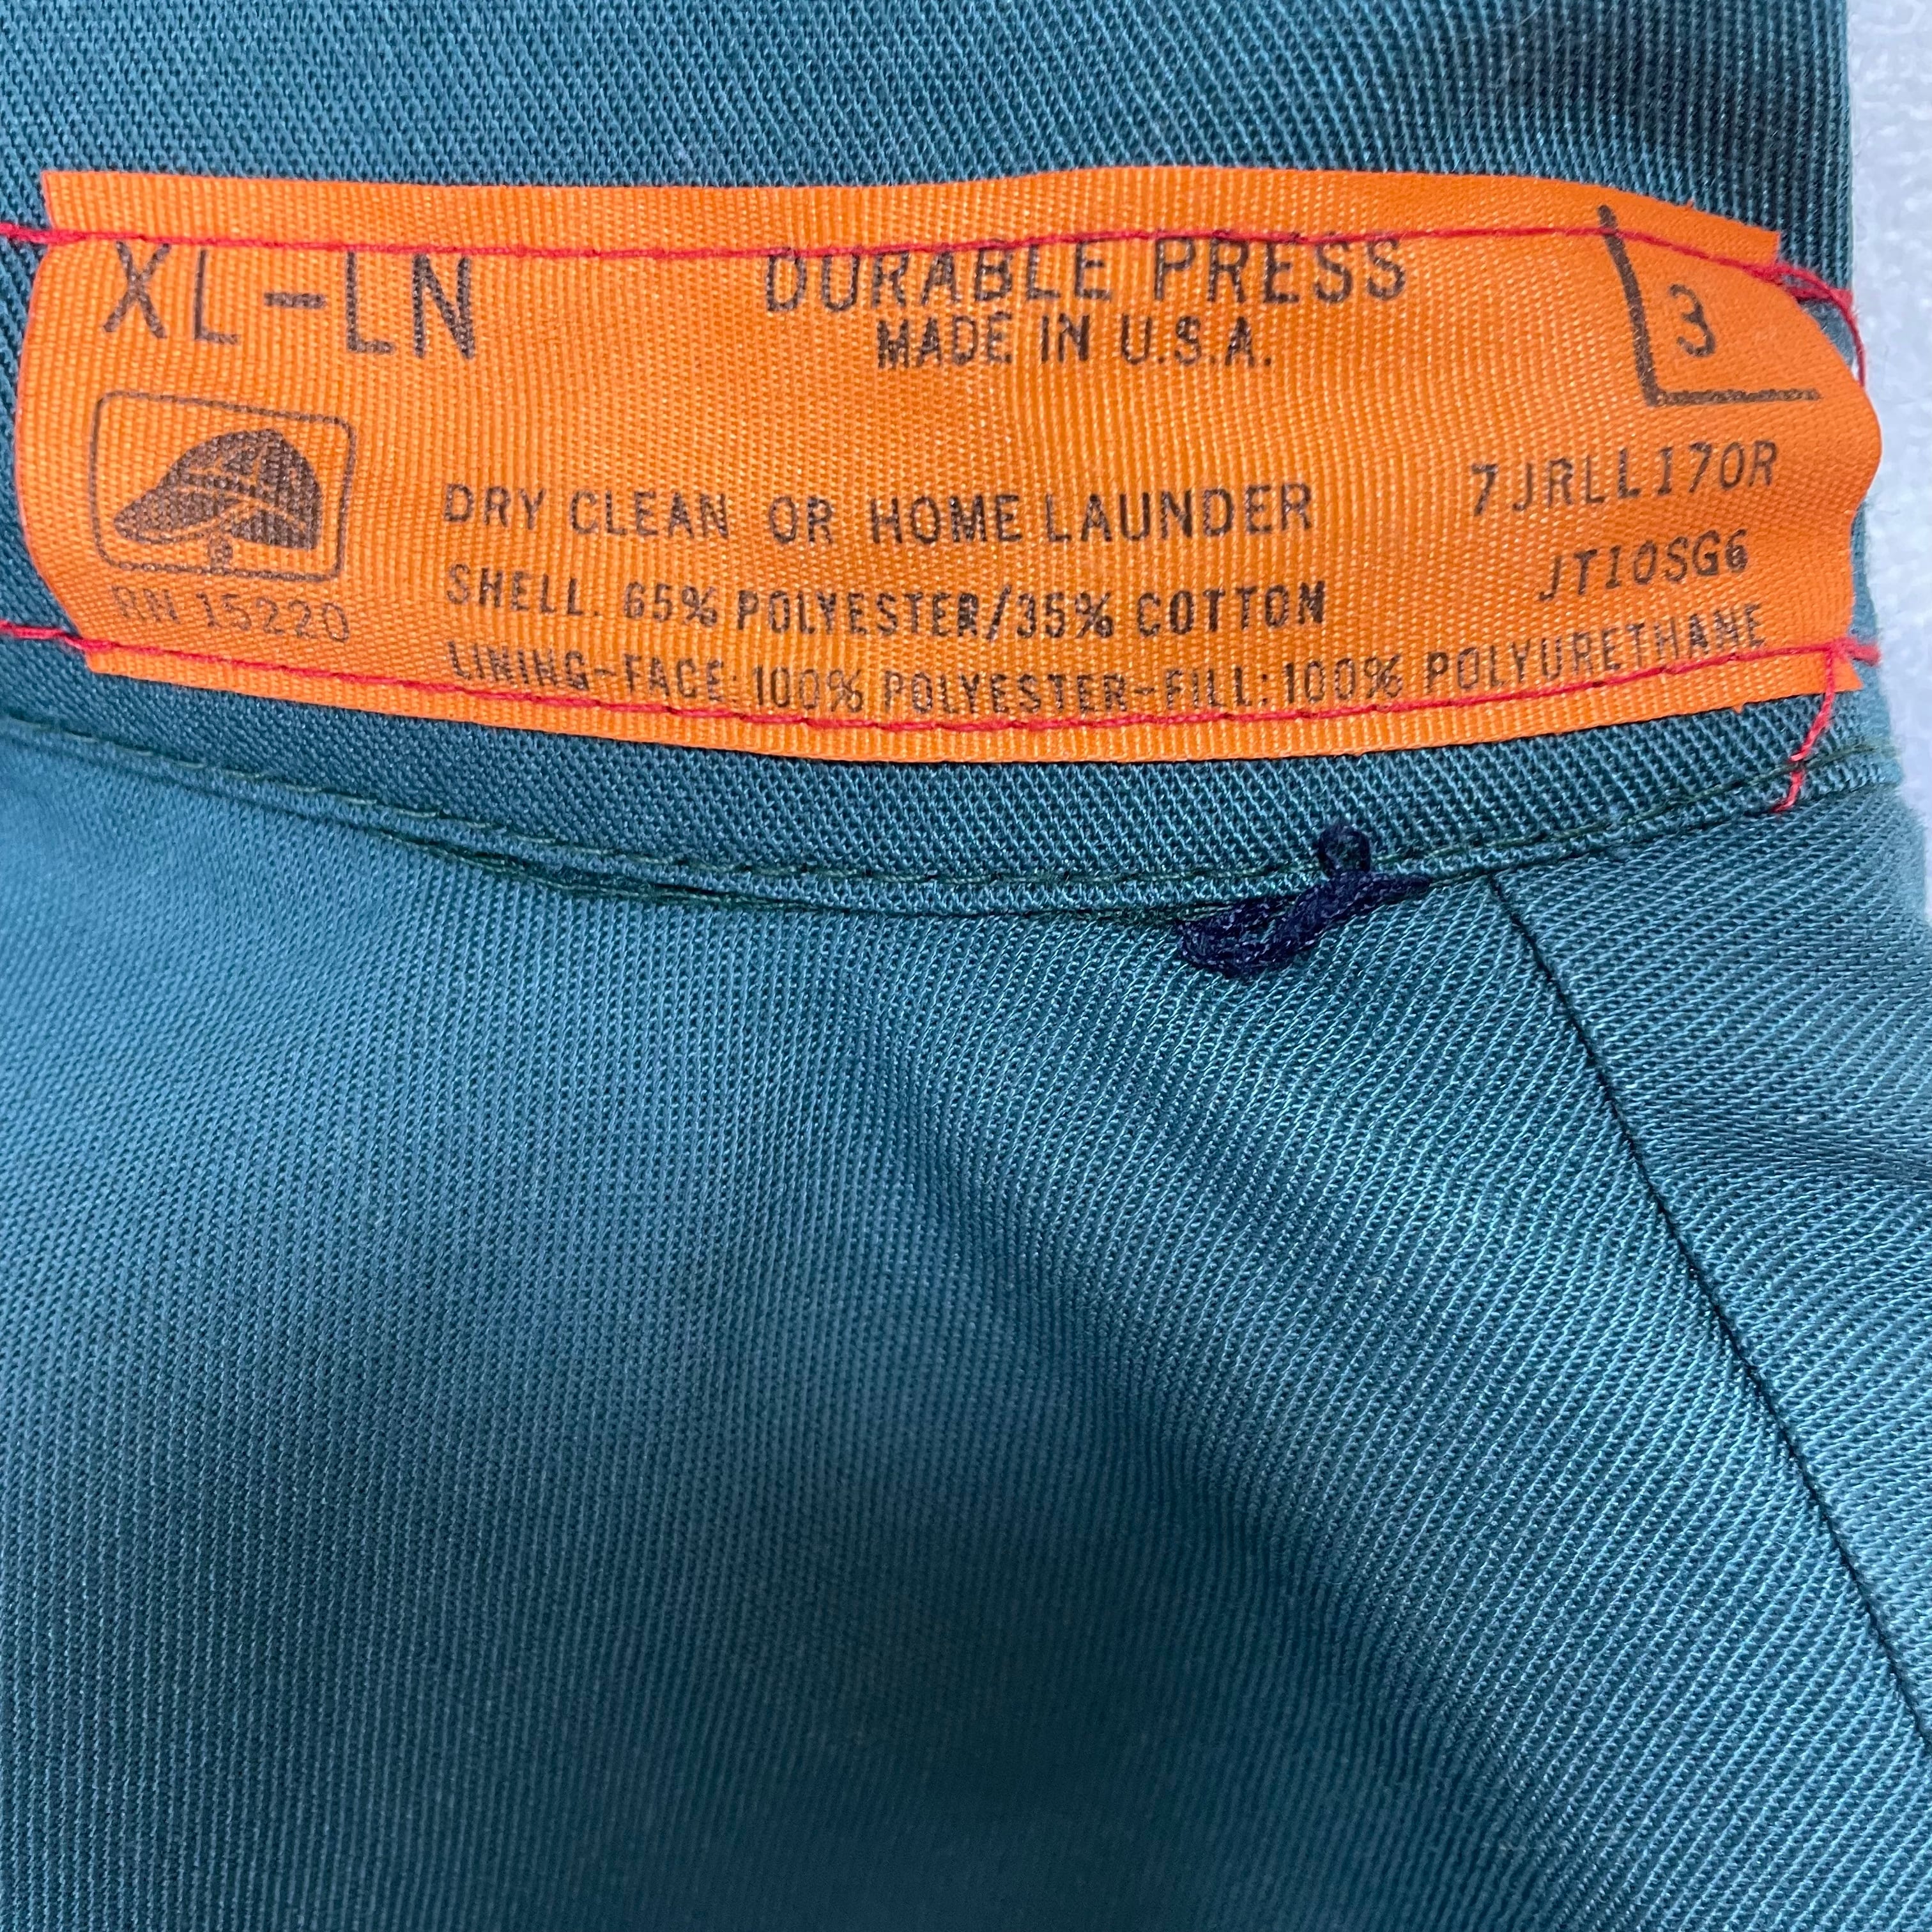 XL-LN
DURABLE PRESS
MADE IN U.S.A.
3
7JRLL170R
JT10SG6
DRY CLEAN OR HOME LAUNDER
RN 15220
SHELL. 65% POLYESTER/35% COTTON
LINING-FACE: 100% POLYESTER-FILL: 100% POLYURETHANE